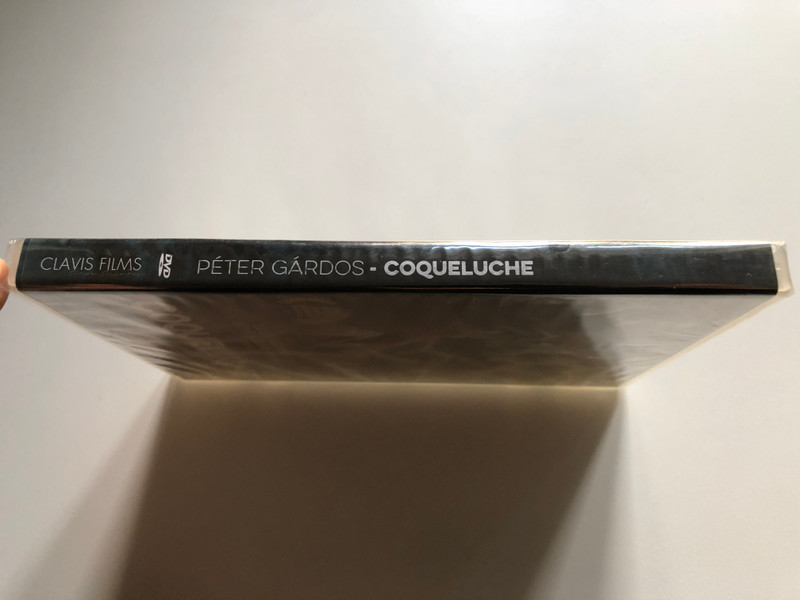 CLAVIS FILMS DVD PÉTER GÁRDOS - COQUELUCHE